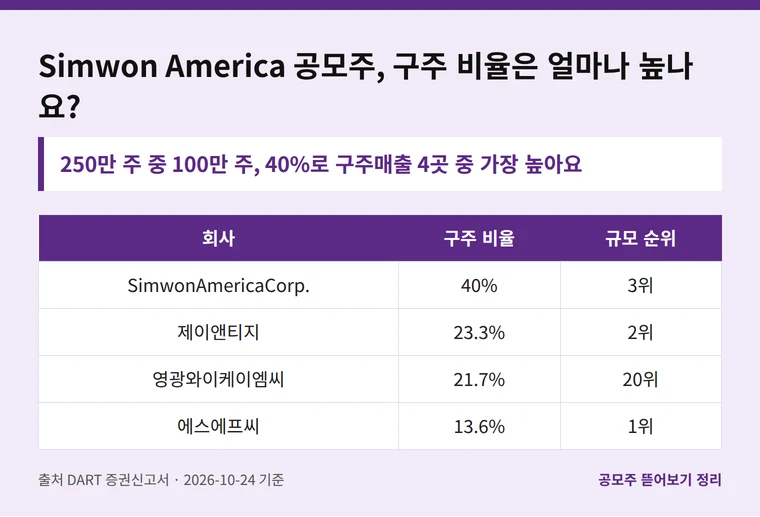 Simwon America 공모주, 구주 비율은 얼마나 높나
요?
250만 주 중 100만 주, 40%로 구주매출 4곳 중 가장 높아요
회사 구주 비율 규모 순위
SimwonAmericaCorp. 40% 3위
제이앤티지 23.3% 2위
영광와이케이엠씨 21.7% 20위
에스에프씨 13.6% 1위
출처 DART 증권신고서 · 2026-10-24 기준 공모주 뜯어보기 정리